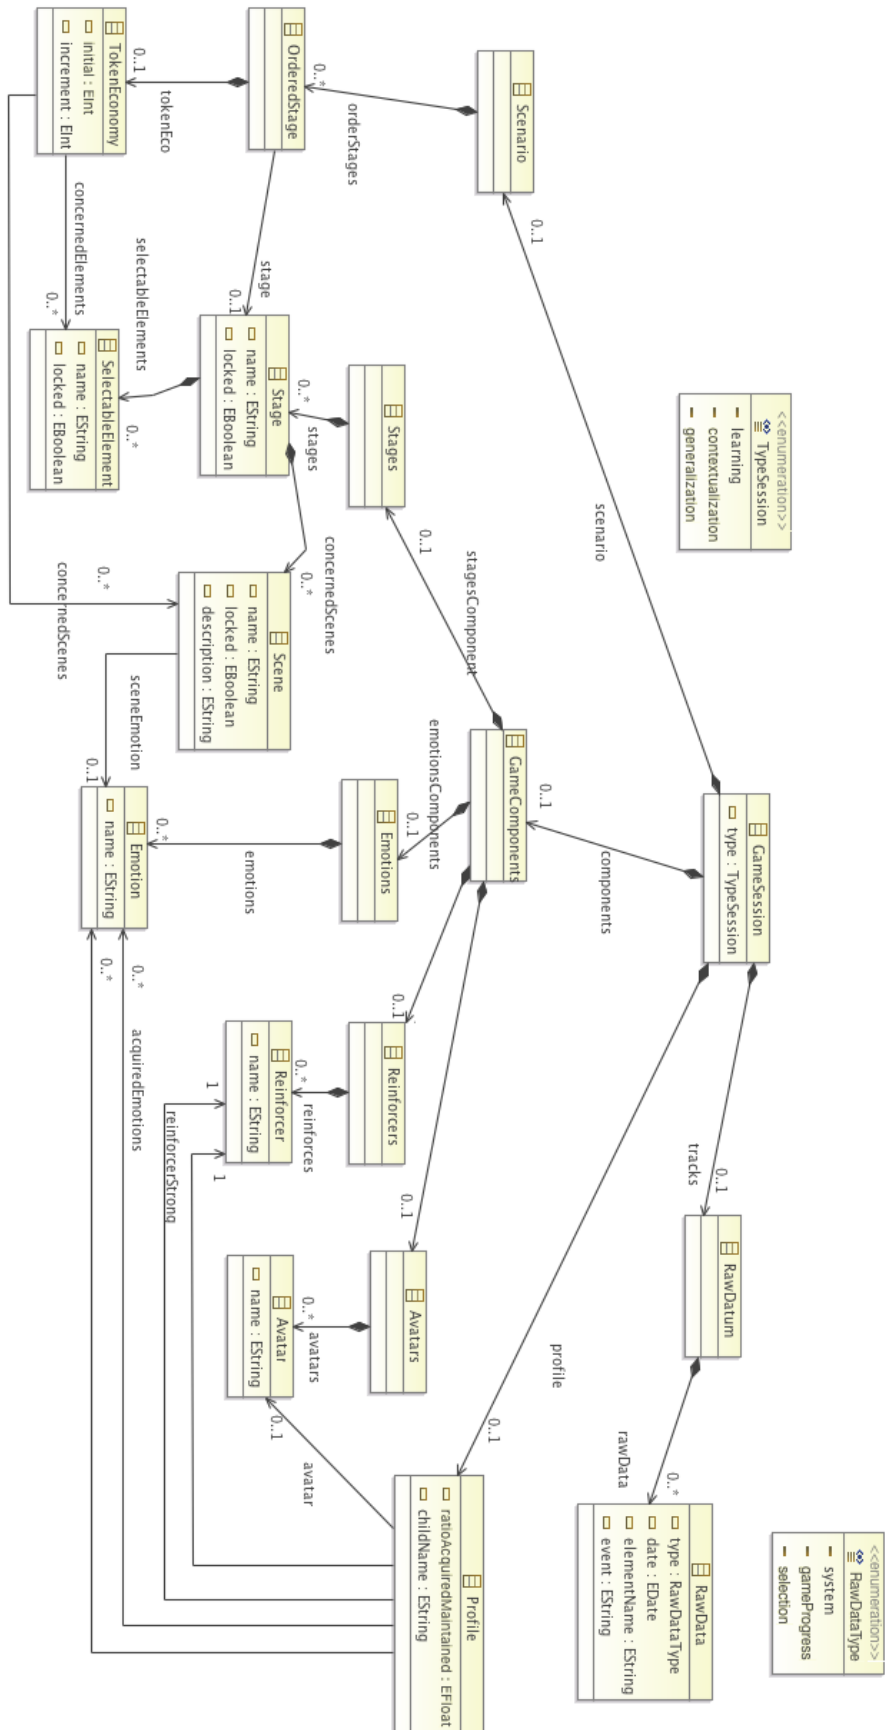 <<enumeration>>
RawDataType
system
gameProgress
selection
<<enumeration>>
TypeSession
learning
contextualization
generalization
GameSession
type : TypeSession
RawDatum
RawData
type : RawDataType
date : EDate
elementName : EString
event : EString
tracks
0..1
rawData
0..*
scenario
0..1
components
0..1
profile
0..1
Scenario
orderStages
0..*
GameComponents
stagesComponent
0..1
emotionsComponents
0..1
0..1
0..1
Profile
ratioAcquiredMaintained : EFloat
childName : EString
Stages
stages
0..*
Emotions
emotions
0..*
Reinforcers
reinforces
0..*
Avatars
avatars
0..*
OrderedStage
tokenEco
0..1
stage
0..1
Stage
name : EString
locked : EBoolean
concernedScenes
0..*
Scene
name : EString
locked : EBoolean
description : EString
Reinforcer
name : EString
Avatar
name : EString
avatar
0..1
TokenEconomy
initial : EInt
increment : EInt
concernedElements
0..*
selectableElements
0..*
SelectableElement
name : EString
locked : EBoolean
concernedScenes
0..*
sceneEmotion
0..1
Emotion
name : EString
acquiredEmotions
0..*
0..*
reinforcerStrong
1
1